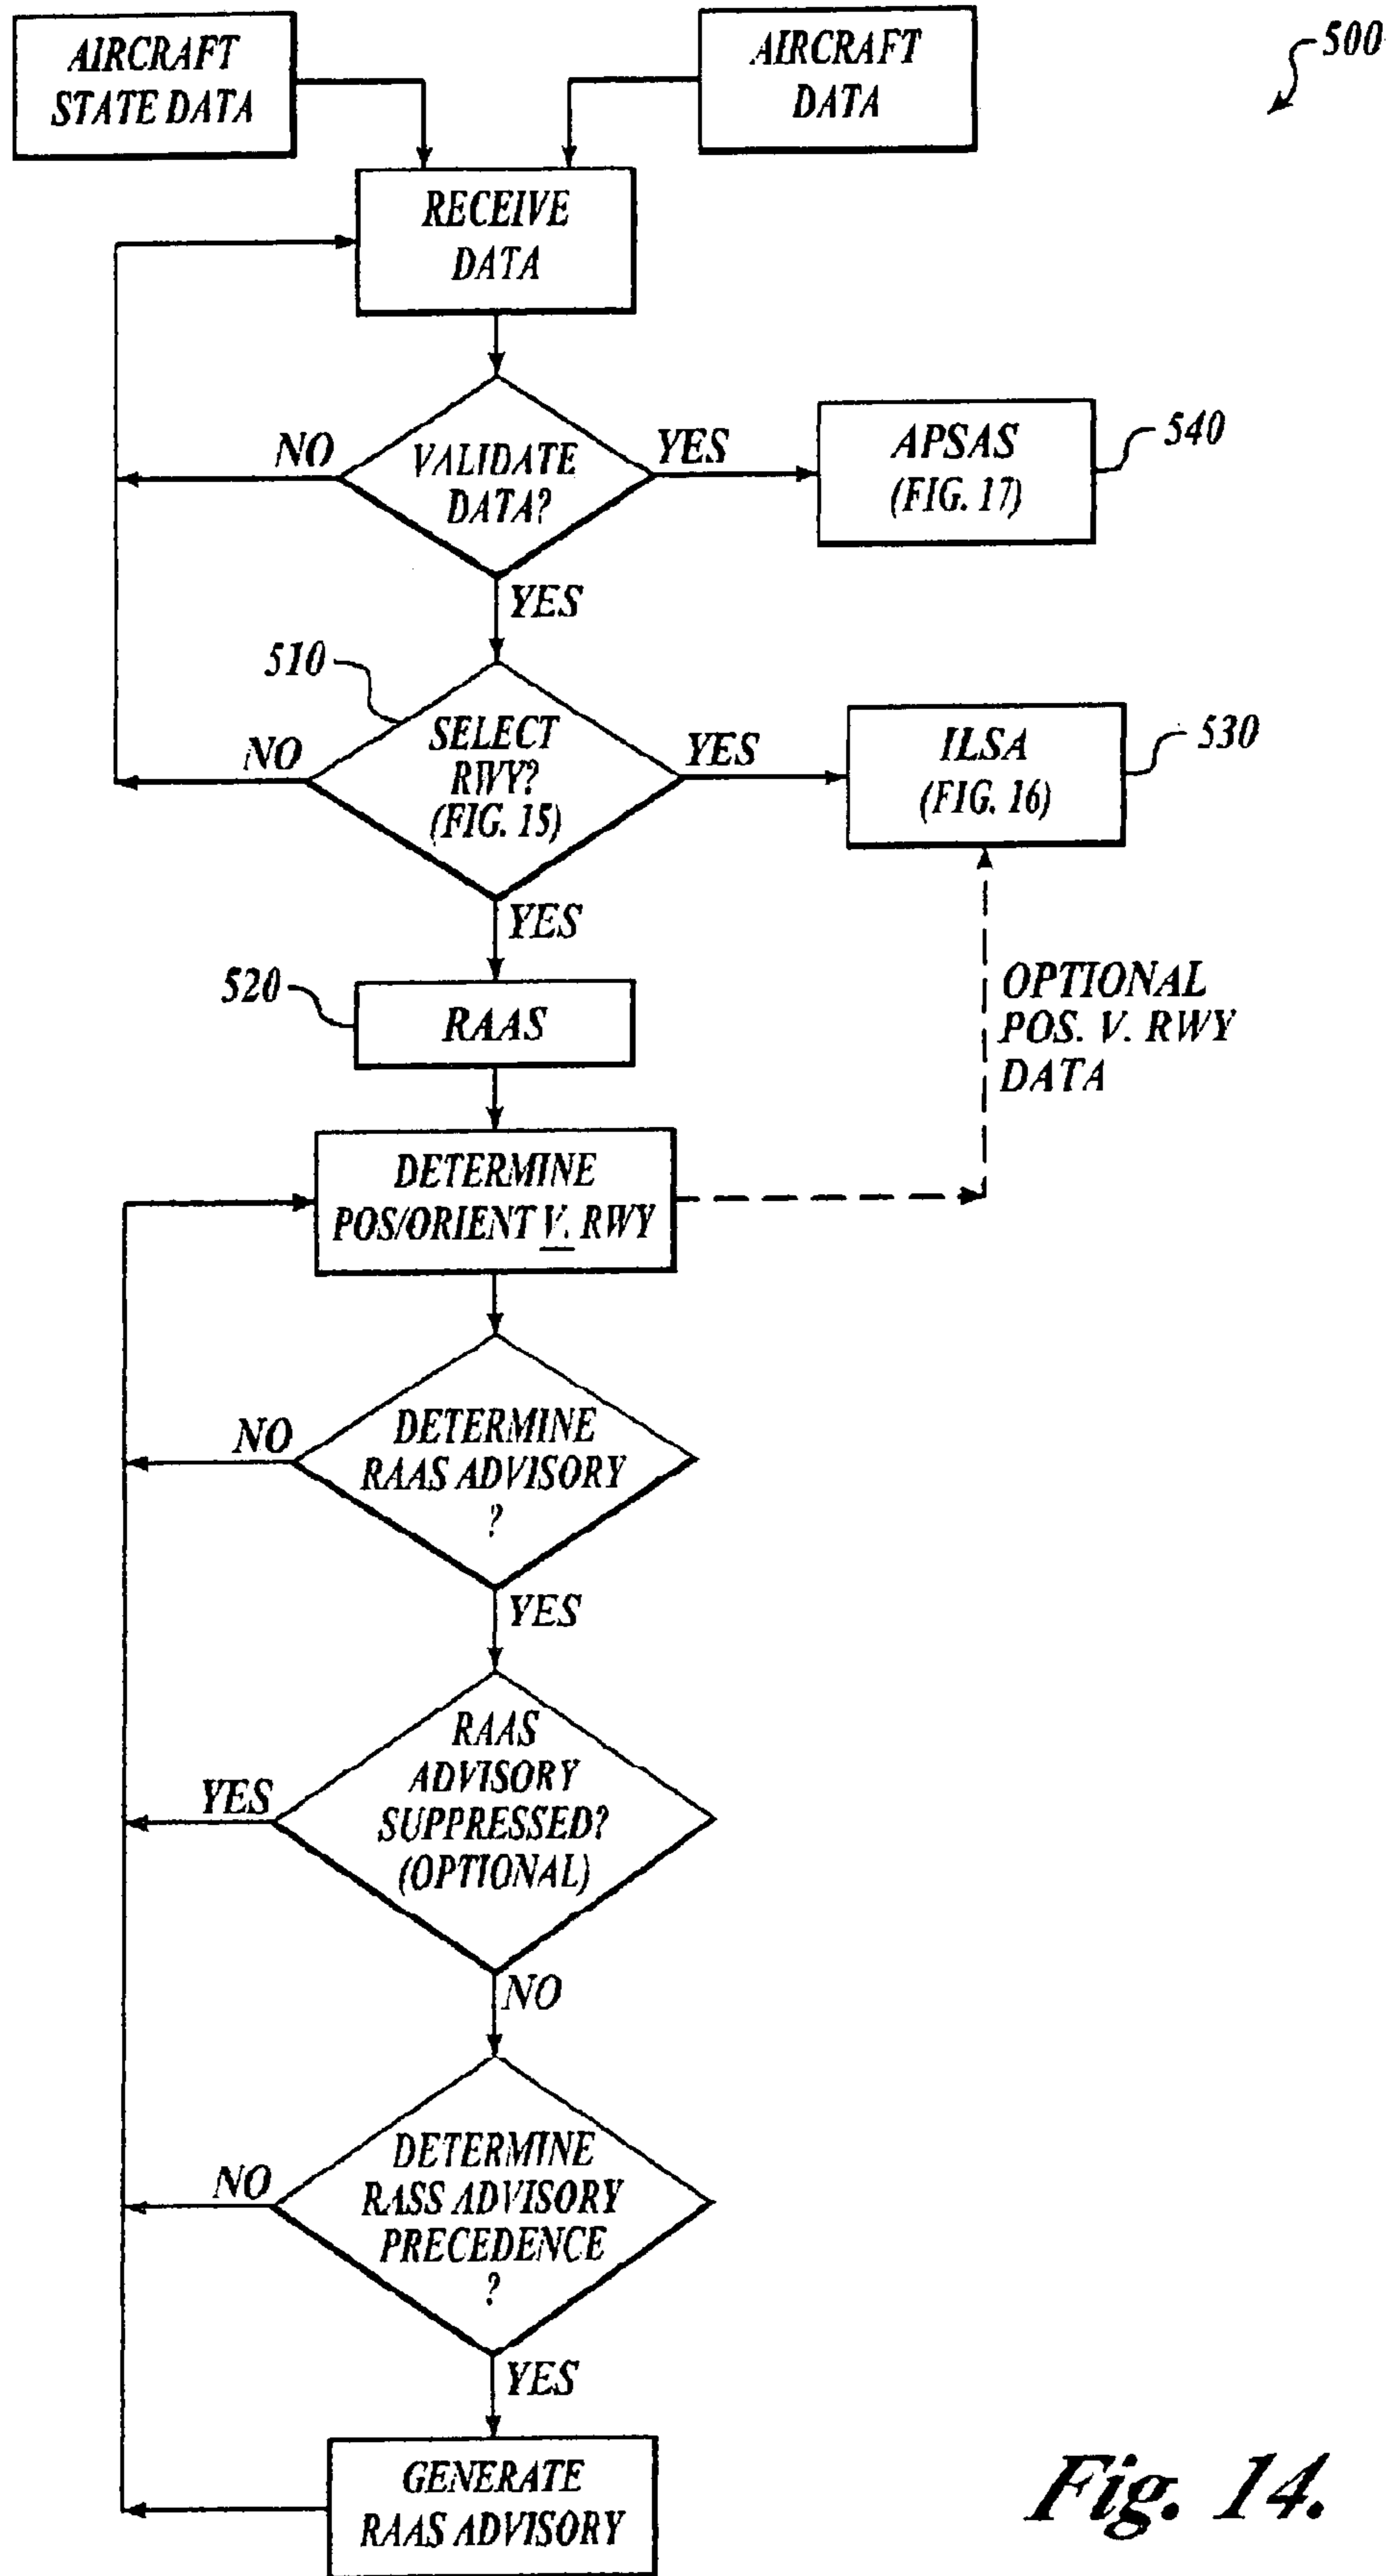 AIRCRAFT
STATE DATA
AIRCRAFT
DATA
500
RECEIVE
DATA
NO
VALIDATE
DATA?
YES
APSAS
(FIG. 17)
540
YES
510
NO
SELECT
RWY?
(FIG. 15)
YES
ILSA
(FIG. 16)
530
YES
520
RAAS
OPTIONAL
POS. V. RWY
DATA
DETERMINE
POS/ORIENT V. RWY
NO
DETERMINE
RAAS ADVISORY
?
YES
YES
RAAS
ADVISORY
SUPPRESSED?
(OPTIONAL)
NO
NO
DETERMINE
RASS ADVISORY
PRECEDENCE
?
YES
GENERATE
RAAS ADVISORY
Fig. 14.